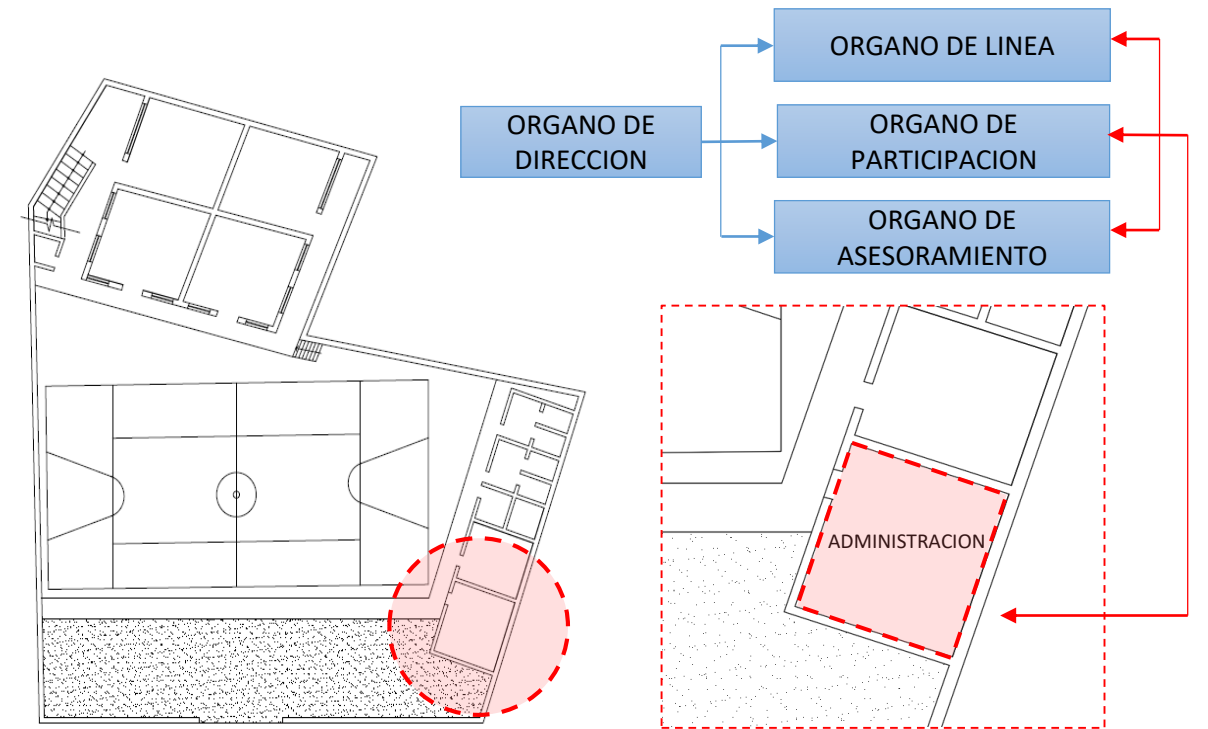 ORGANO DE LINEA
ORGANO DE
DIRECCION
ORGANO DE
PARTICIPACION
ORGANO DE
ASESORAMIENTO
ADMINISTRACION